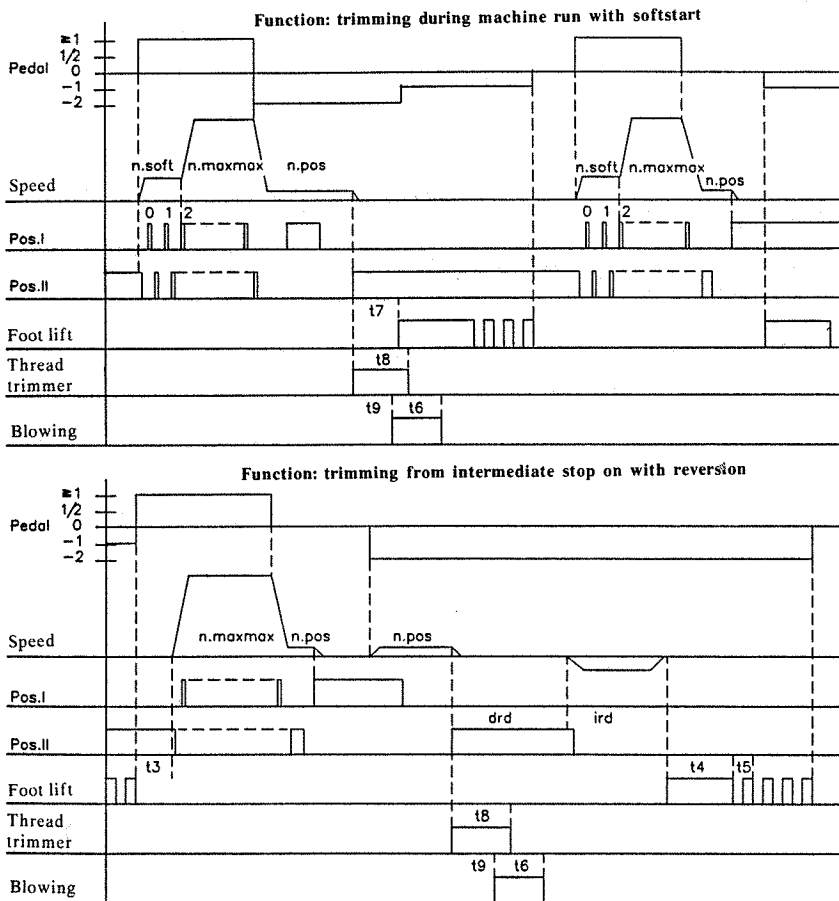 Function: trimming during machine run with softstart
≥1
1/2
Pedal 0
-1
-2
n.soft n.maxmax n.pos n.soft n.maxmax n.pos
Speed
0 1 2 0 1 2
Pos.I
Pos.II
t7
Foot lift
Thread trimmer t8
t9 t6
Blowing
Function: trimming from intermediate stop on with reversion
≥1
1/2
Pedal 0
-1
-2
Speed
n.maxmax n.pos n.pos
Pos.I
drd ird
Pos.II
t3 t4 t5
Foot lift
Thread trimmer t8
t9 t6
Blowing